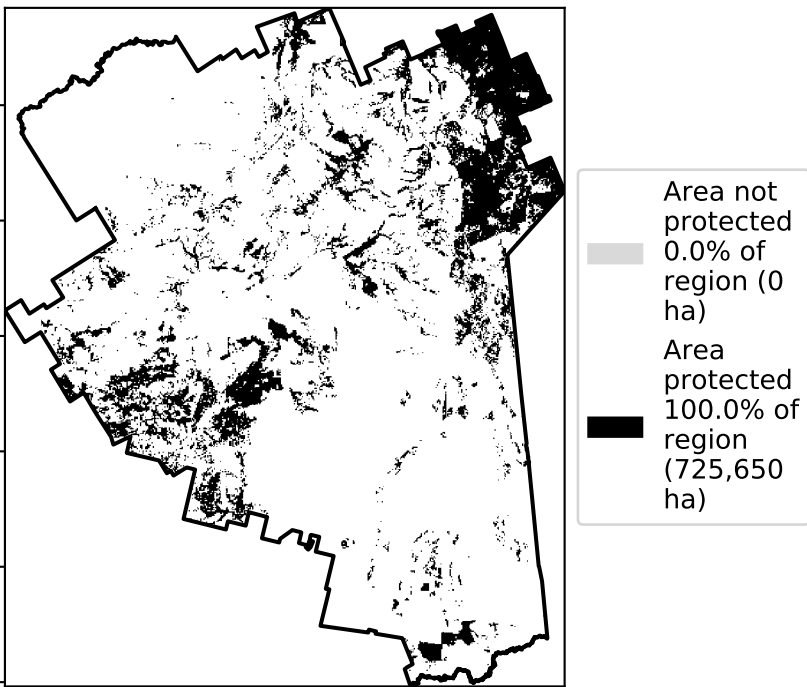 Area not
protected
0.0% of
region (0
ha)
Area
protected
100.0% of
region
(725,650
ha)